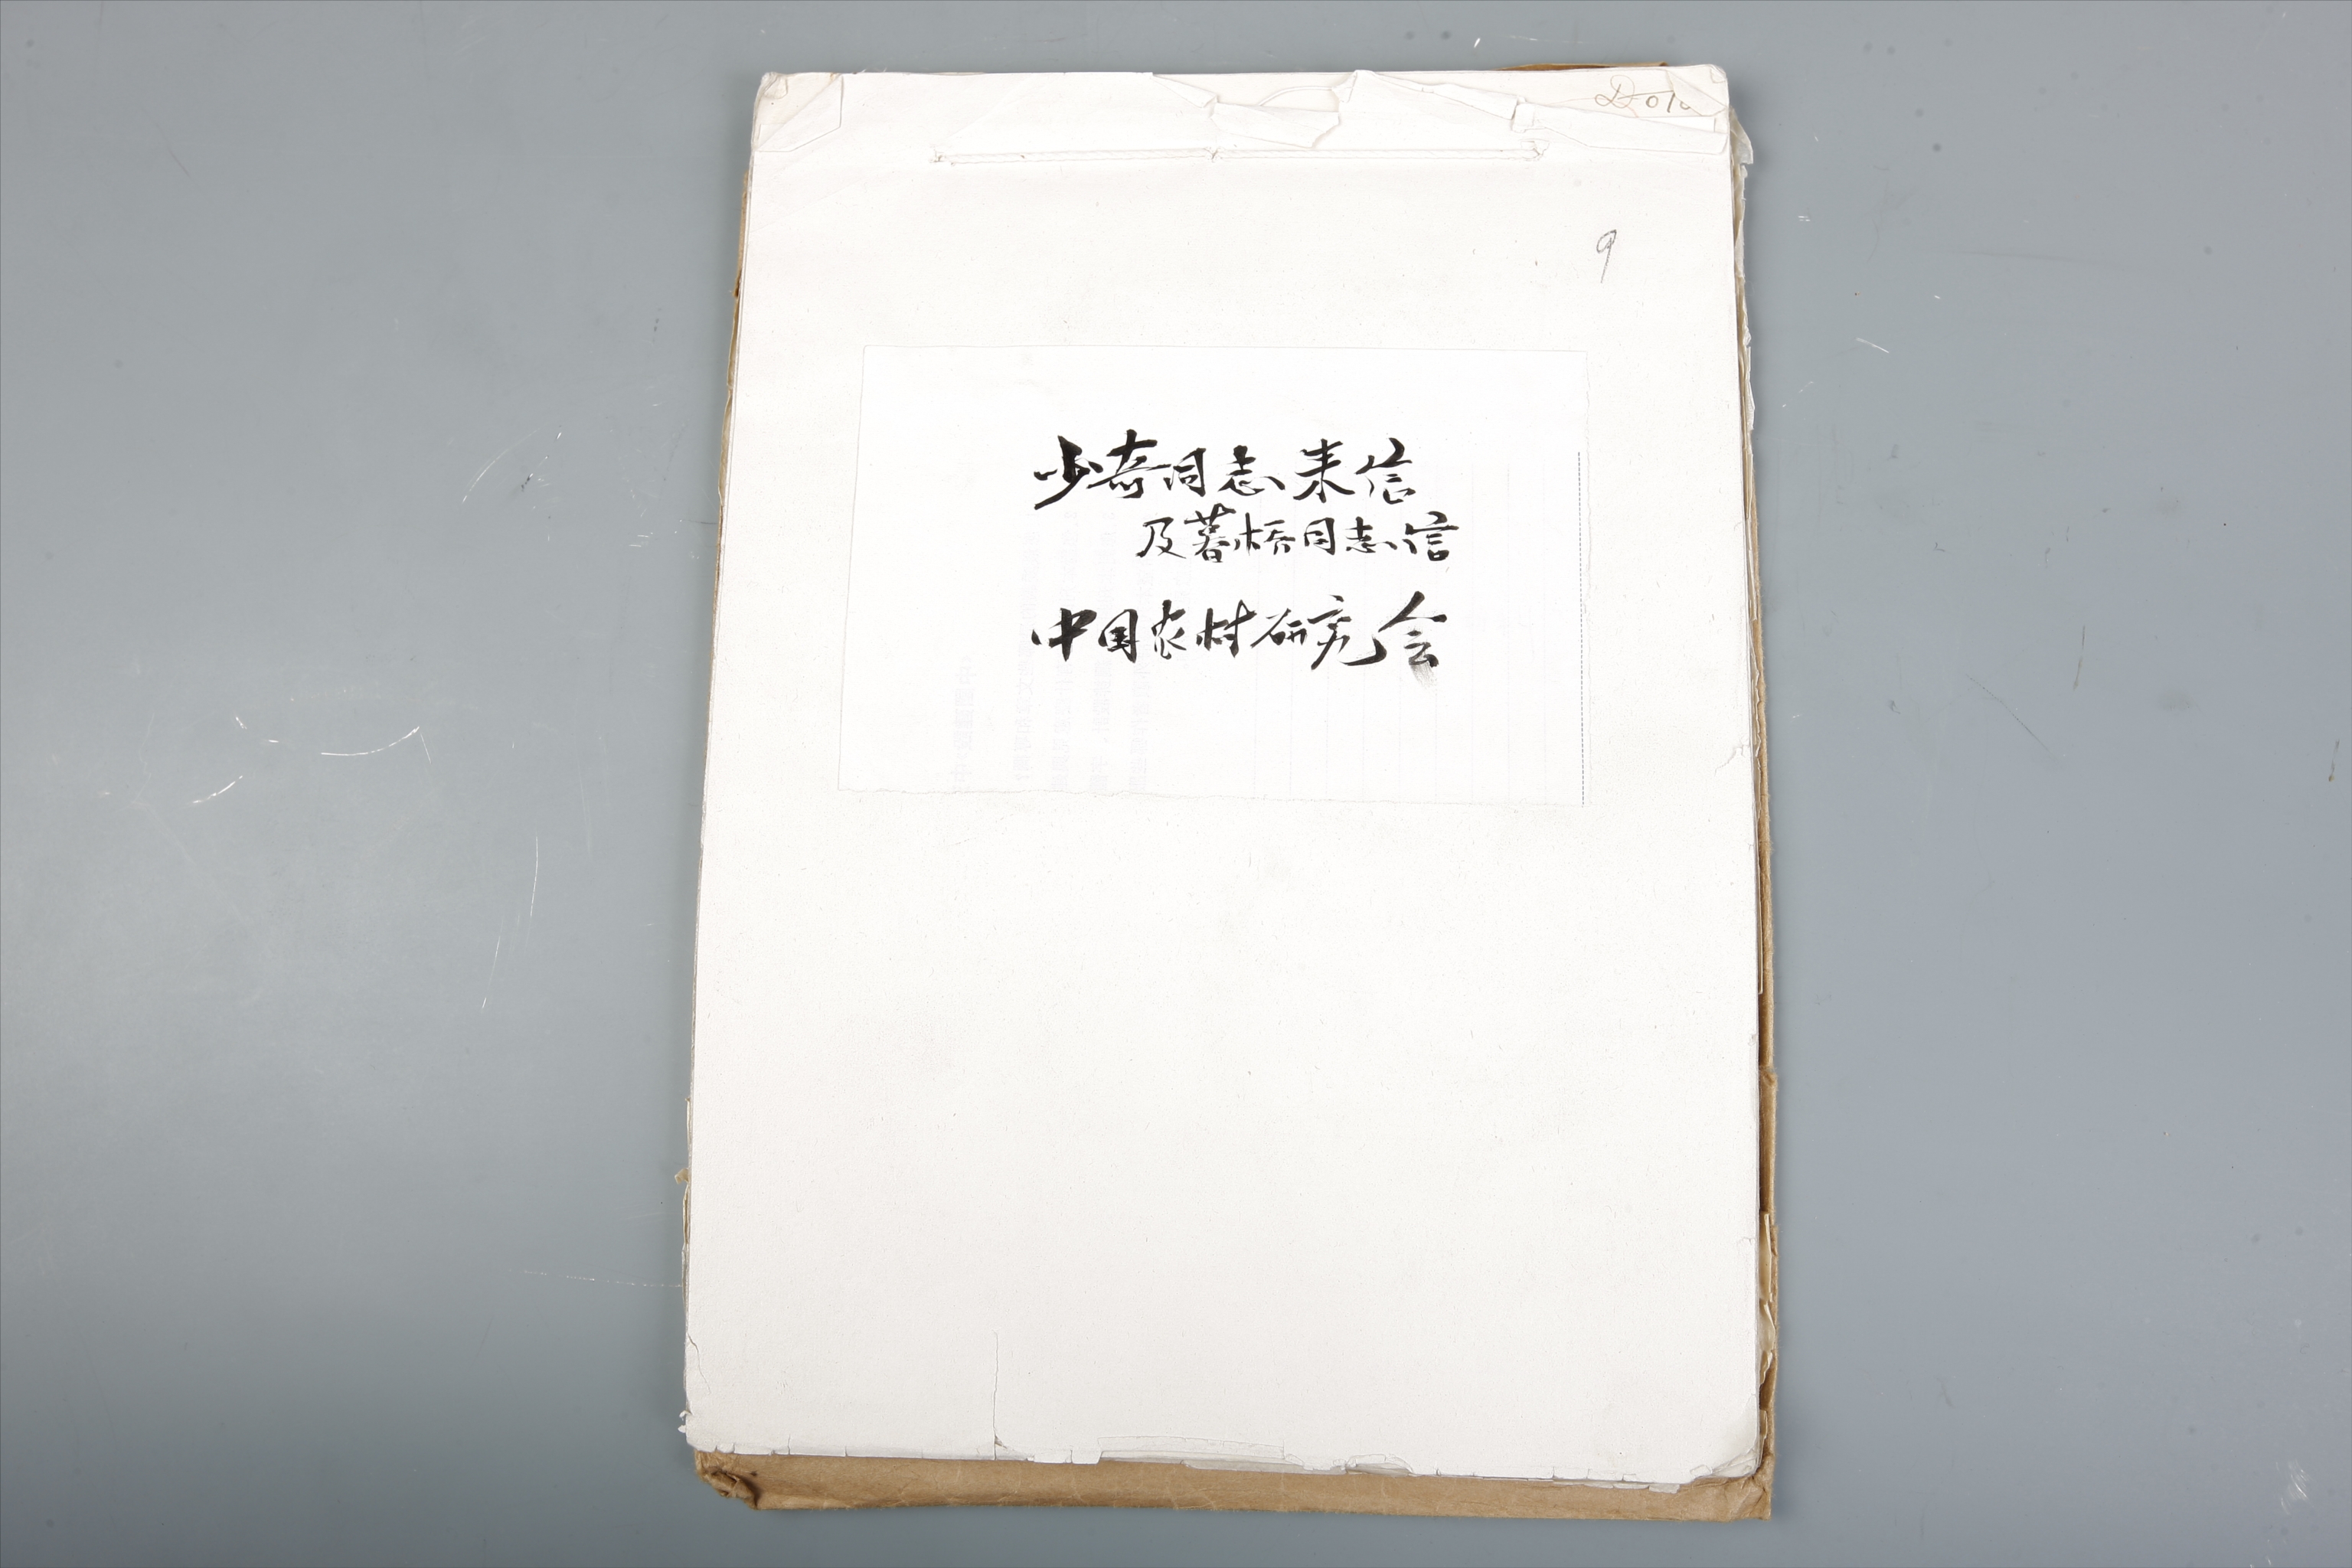 9
少奇同志来信
及暮桥同志信
中国农村研究会